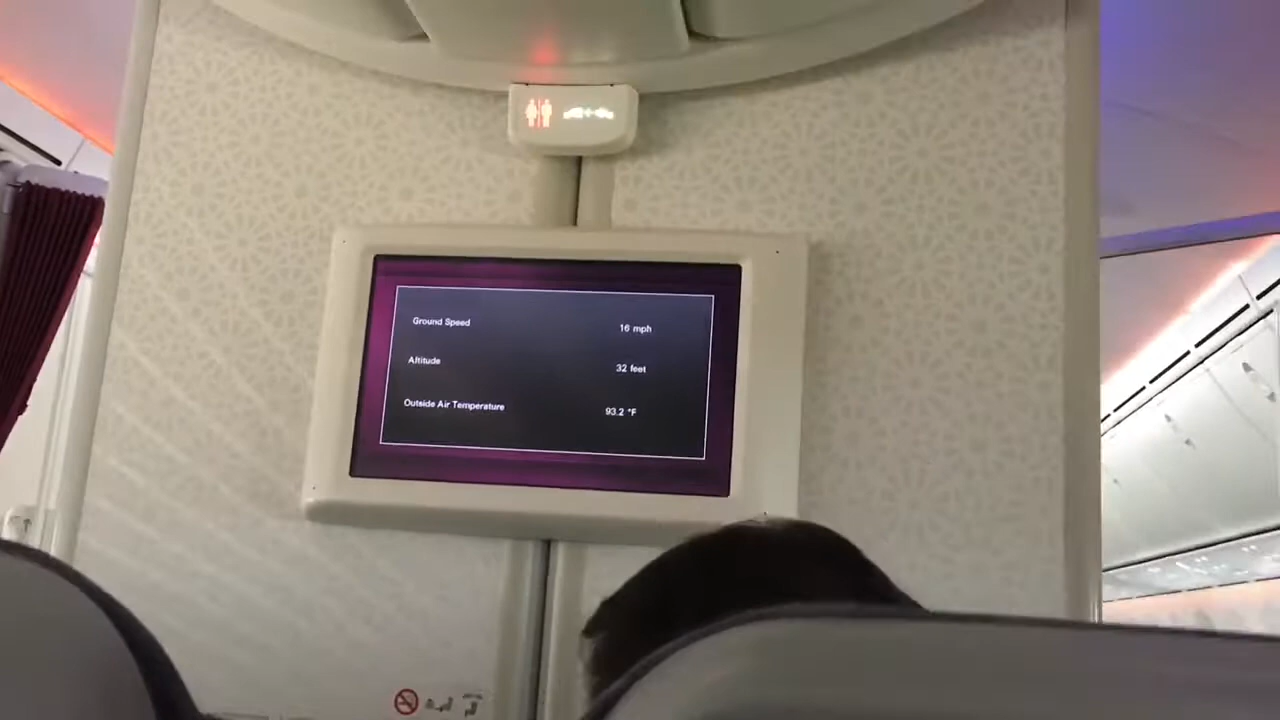 Ground Speed 16 mph
Altitude 32 feet
Outside Air Temperature 93.2 °F